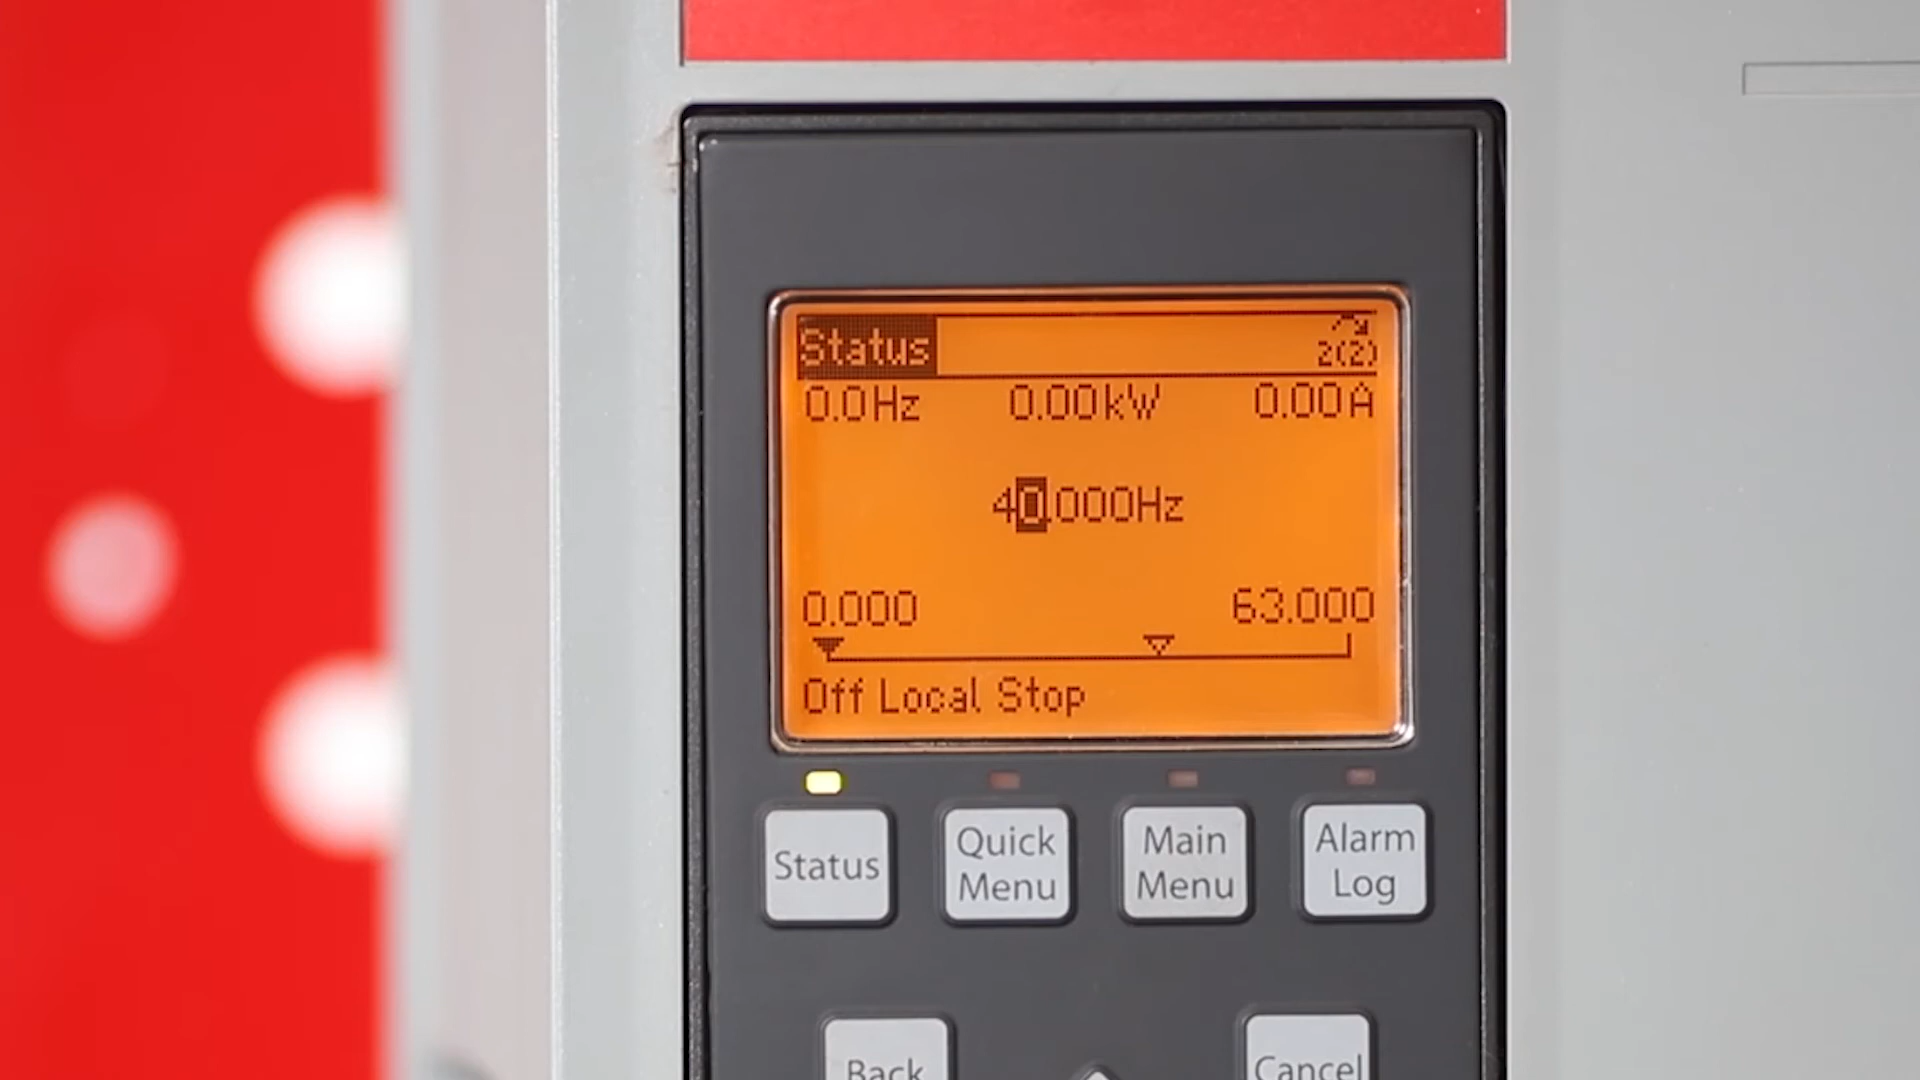 Status
2(2)
0.0Hz 0.00kW 0.00A
40.000Hz
0.000 63.000
Off Local Stop
Status
Quick
Menu
Main
Menu
Alarm
Log
Back
Cancel